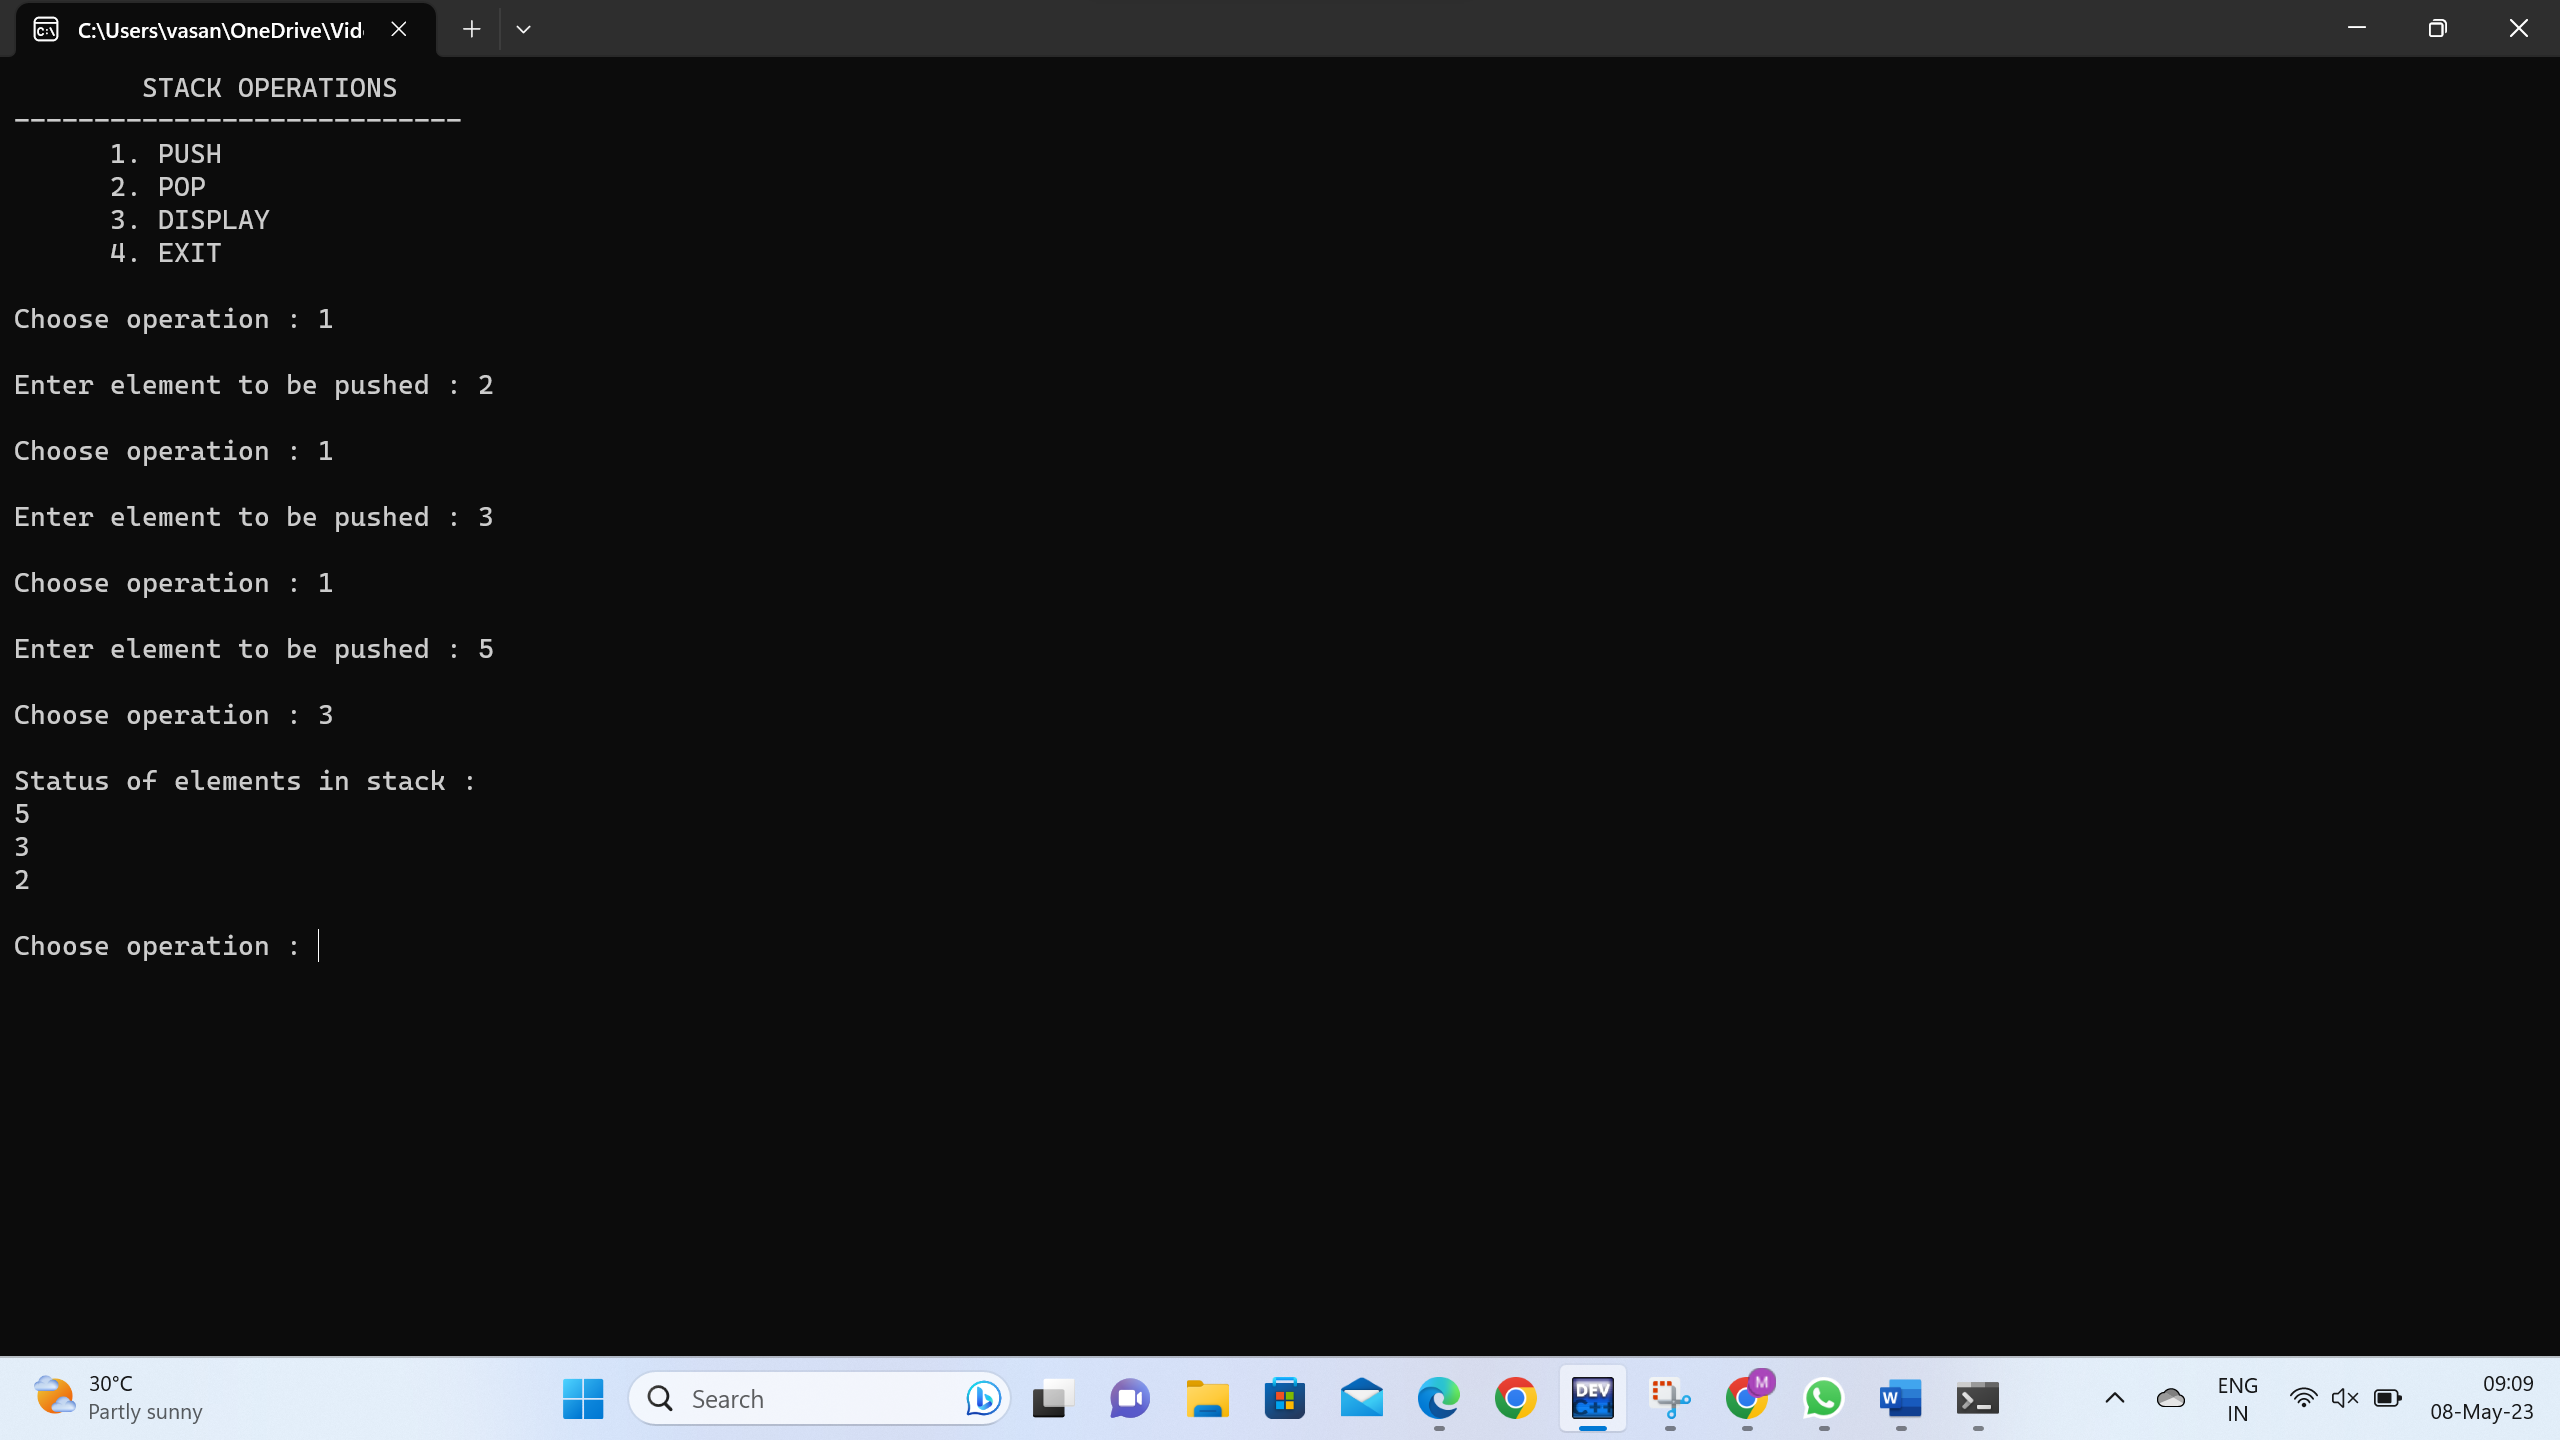 C:\Users\vasan\OneDrive\Vid
STACK OPERATIONS
----------------------------
1. PUSH
2. POP
3. DISPLAY
4. EXIT
Choose operation : 1
Enter element to be pushed : 2
Choose operation : 1
Enter element to be pushed : 3
Choose operation : 1
Enter element to be pushed : 5
Choose operation : 3
Status of elements in stack :
5
3
2
Choose operation :
30°C
Partly sunny
Search
DEV
C++
M
W
ENG
IN
09:09
08-May-23